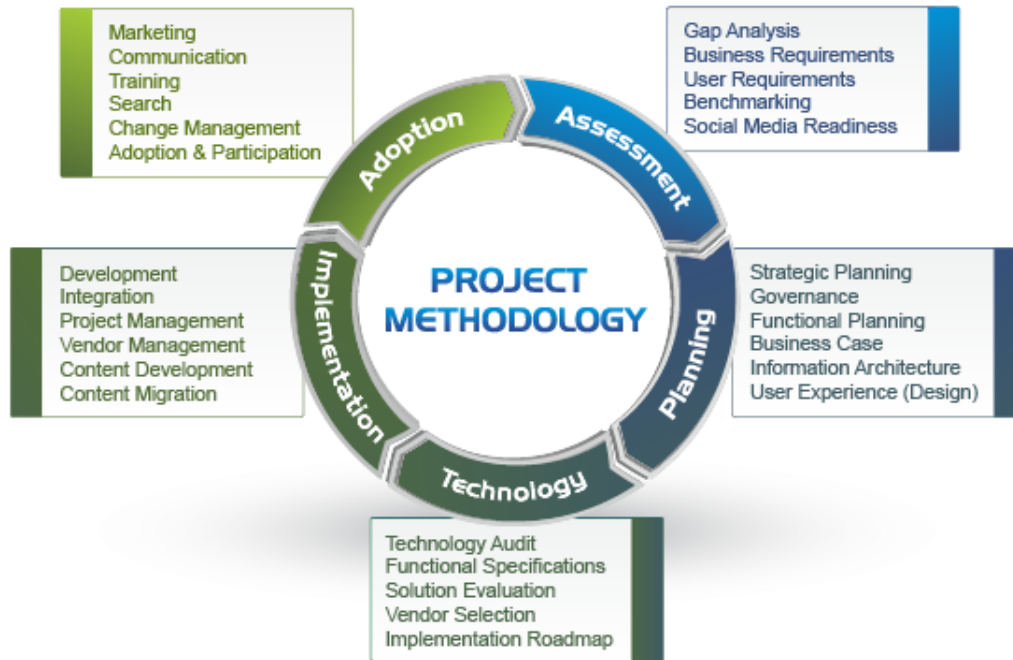 Marketing
Communication
Training
Search
Change Management
Adoption & Participation
Gap Analysis
Business Requirements
User Requirements
Benchmarking
Social Media Readiness
Adoption
Assessment
PROJECT
METHODOLOGY
Implementation
Planning
Technology
Development
Integration
Project Management
Vendor Management
Content Development
Content Migration
Strategic Planning
Governance
Functional Planning
Business Case
Information Architecture
User Experience (Design)
Technology Audit
Functional Specifications
Solution Evaluation
Vendor Selection
Implementation Roadmap